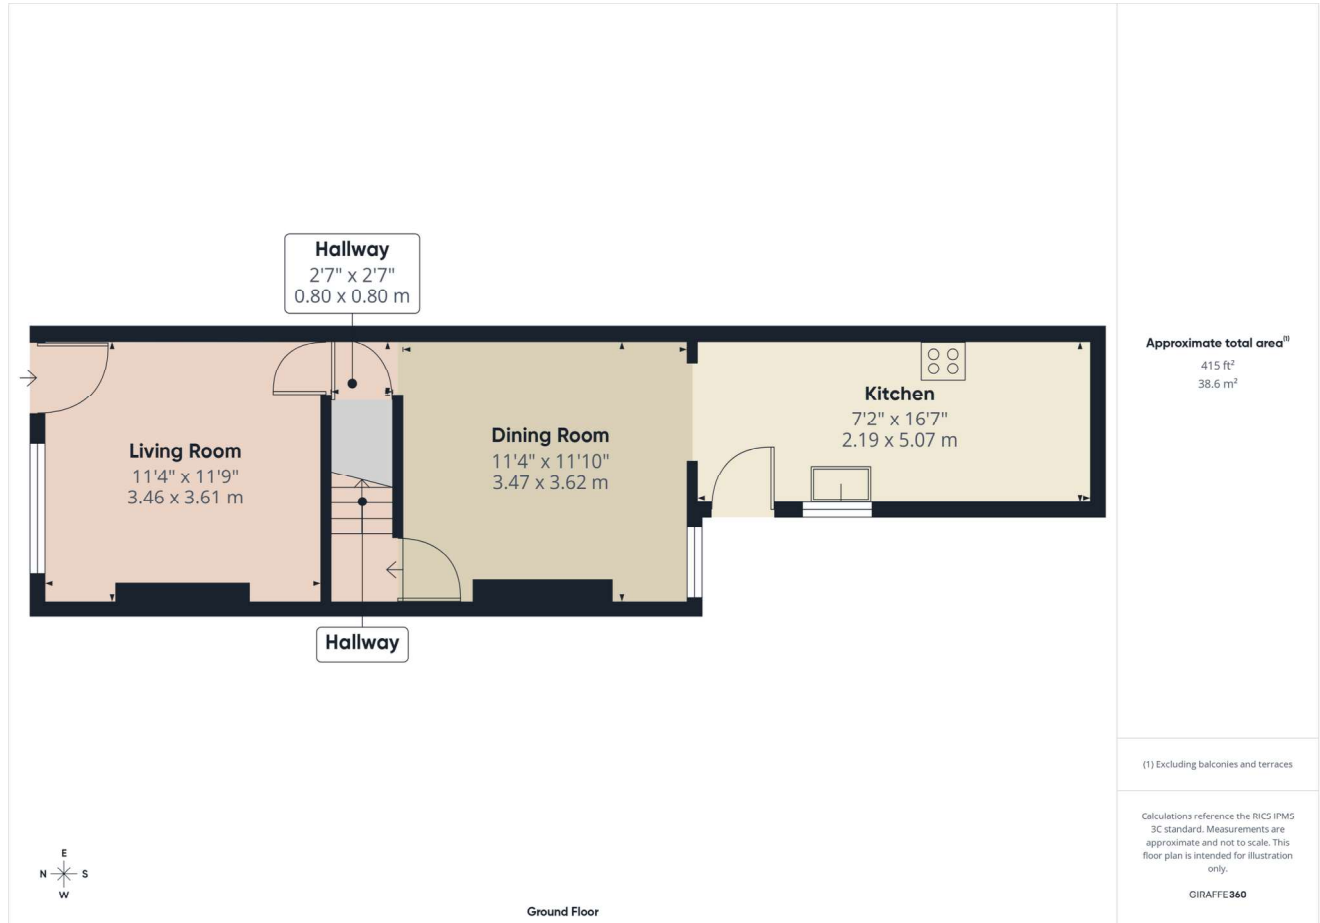 Hallway
2'7" x 2'7"
0.80 x 0.80 m
Living Room
11'4" x 11'9"
3.46 x 3.61 m
Dining Room
11'4" x 11'10"
3.47 x 3.62 m
Kitchen
7'2" x 16'7"
2.19 x 5.07 m
Hallway
E
N S
W
Ground Floor
Approximate total area(1)
415 ft²
38.6 m²
(1) Excluding balconies and terraces
Calculations reference the RICS IPMS
3C standard. Measurements are
approximate and not to scale. This
floor plan is intended for illustration
only.
GIRAFFE360